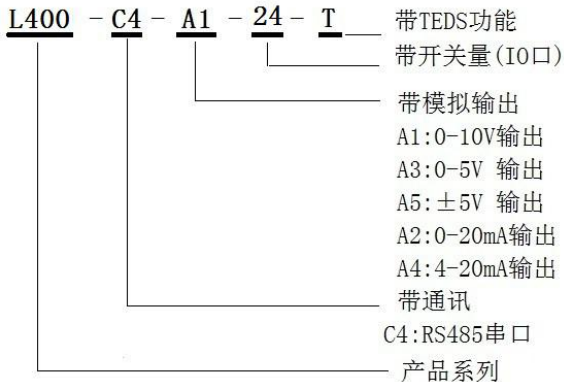 L400 - C4 - A1 - 24 - T 带TEDS功能
带开关量(IO口)
带模拟输出
A1:0-10V输出
A3:0-5V 输出
A5:±5V 输出
A2:0-20mA输出
A4:4-20mA输出
带通讯
C4:RS485串口
产品系列